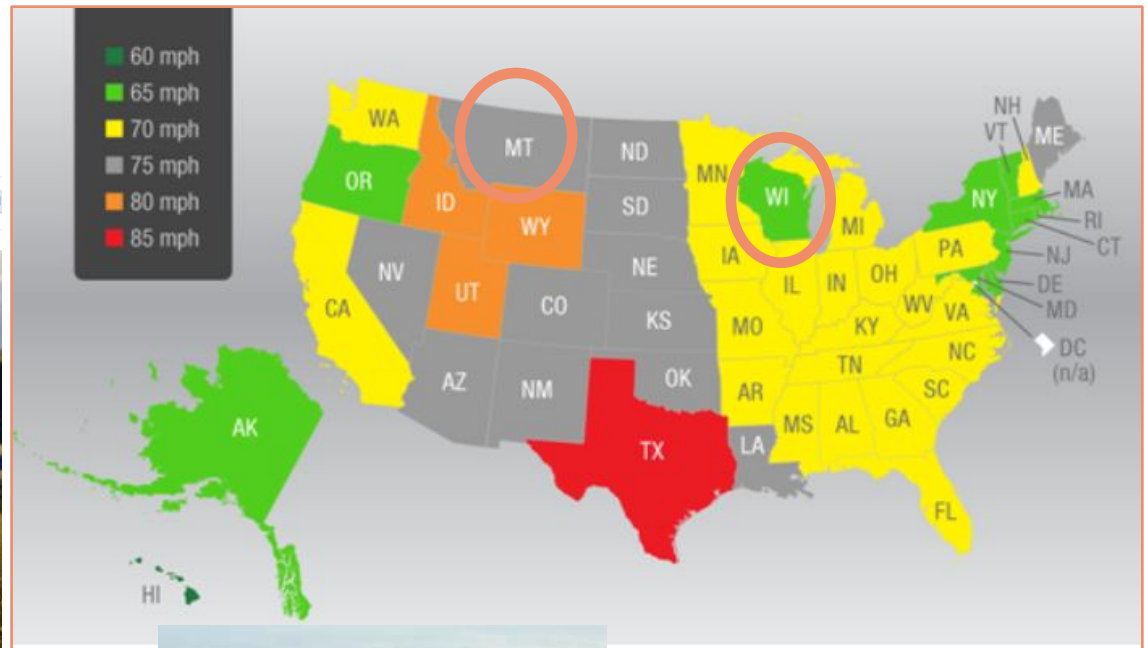 60 mph
65 mph
70 mph
75 mph
80 mph
85 mph
WA
MT
ND
MN
WI
NH
VT
ME
OR
ID
SD
MI
NY
MA
RI
CT
WY
NV
NE
IA
PA
NJ
DE
MD
CA
UT
CO
KS
IL
IN
OH
WV
VA
MO
KY
DC
(n/a)
NC
TN
AZ
NM
OK
AR
SC
MS
AL
GA
TX
LA
FL
AK
HI